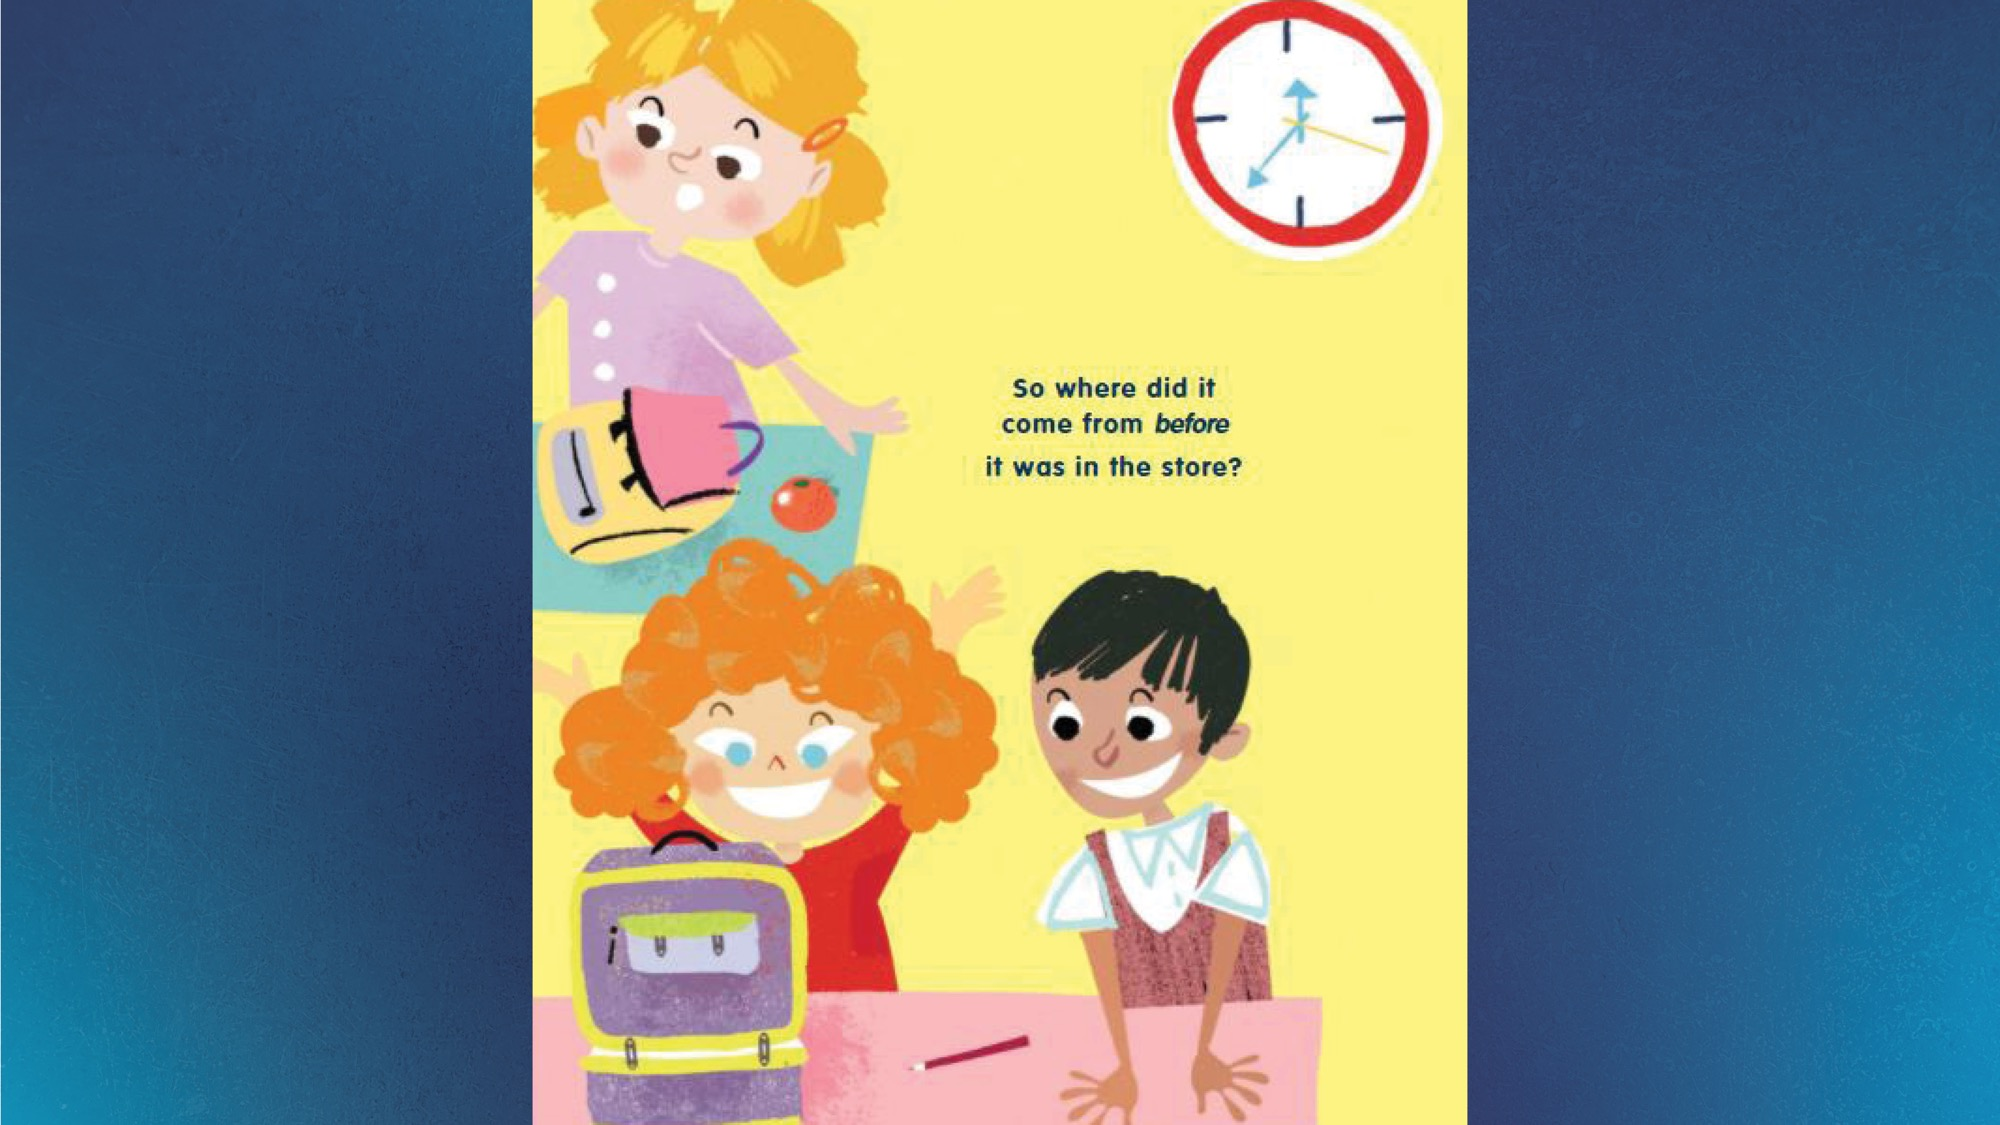 So where did it
come from before
it was in the store?